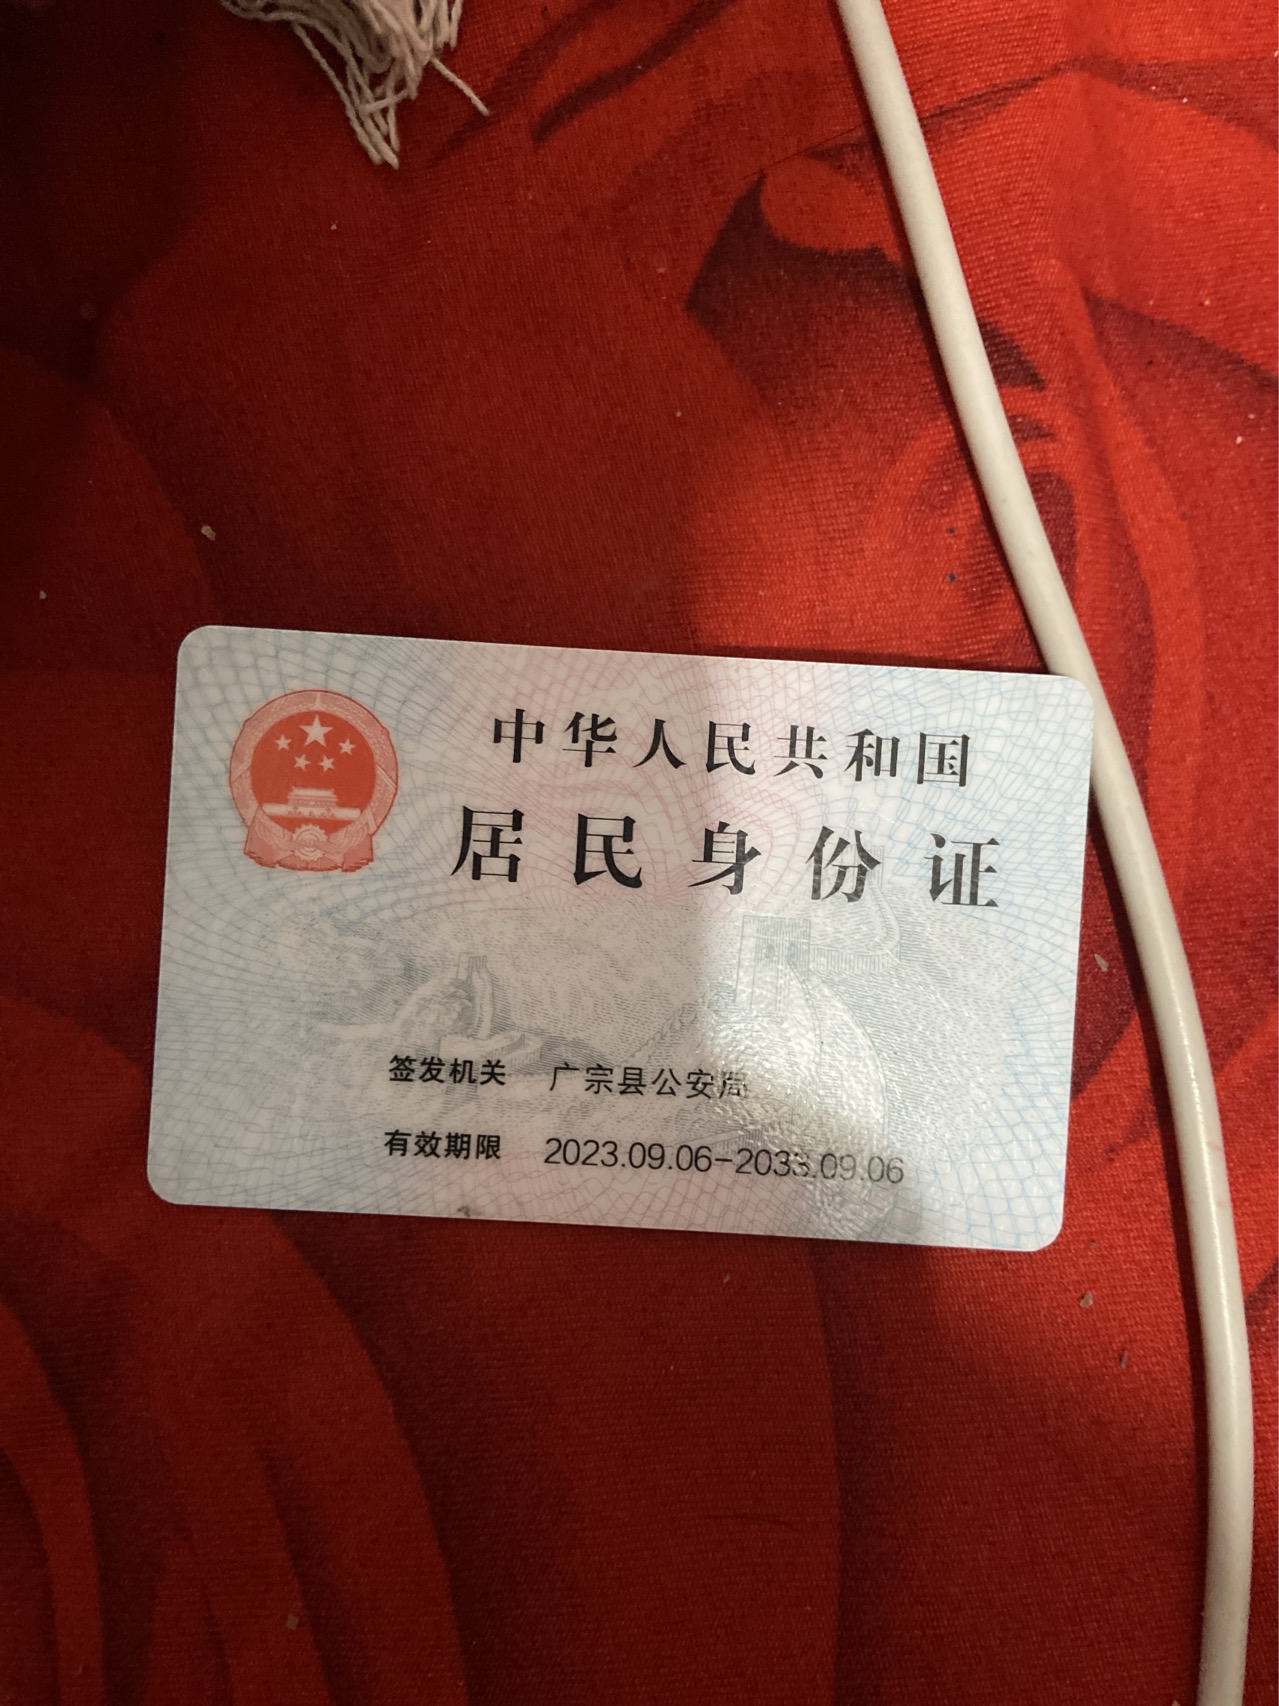 中华人民共和国
居民身份证
签发机关 广宗县公安局
有效期限 2023.09.06-2033.09.06